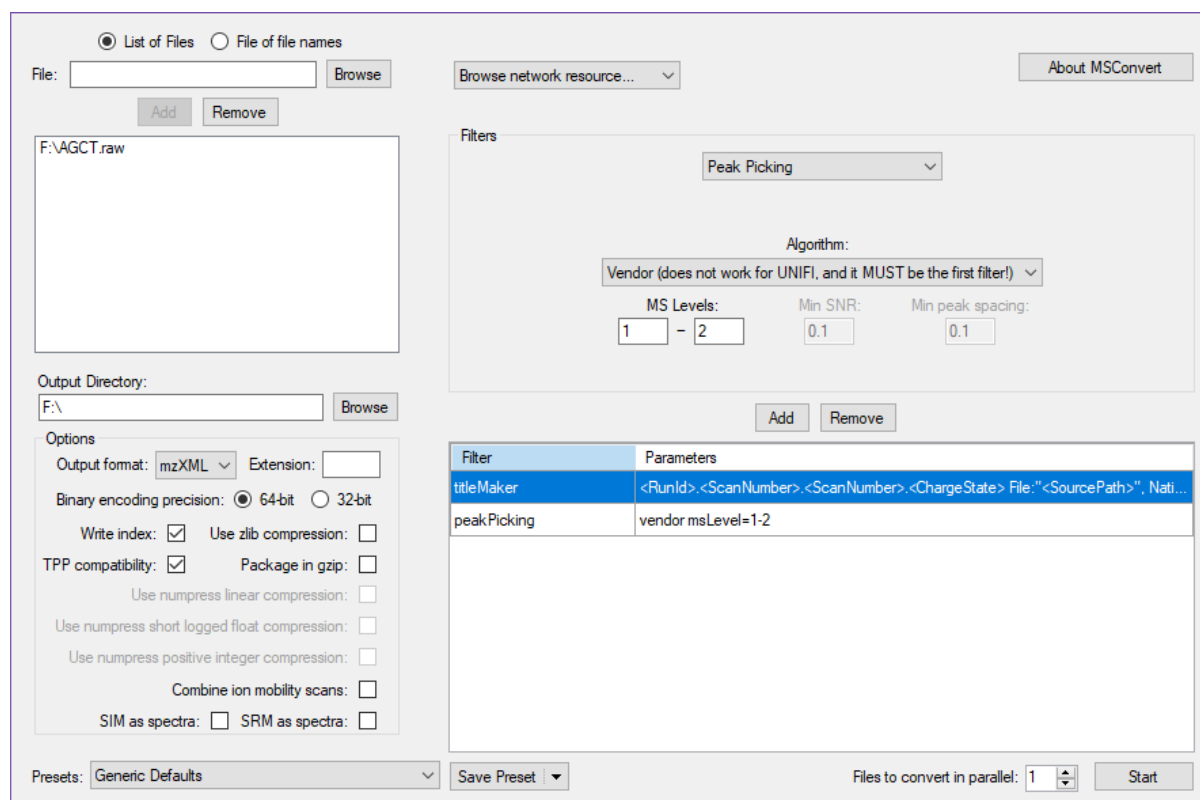 List of Files File of file names
File: Browse
Add Remove
F:\AGCT.raw
Output Directory:
F:\ Browse
Options
Output format: mzXML Extension:
Binary encoding precision: 64-bit 32-bit
Write index: Use zlib compression:
TPP compatibility: Package in gzip:
Use numpress linear compression:
Use numpress short logged float compression:
Use numpress positive integer compression:
Combine ion mobility scans:
SIM as spectra: SRM as spectra:
Presets: Generic Defaults
Browse network resource...
About MSConvert
Filters
Peak Picking
Algorithm:
Vendor (does not work for UNIFI, and it MUST be the first filter!)
MS Levels: Min SNR: Min peak spacing:
1 – 2 0.1 0.1
Add Remove
Filter Parameters
titleMaker <RunId>.<ScanNumber>.<ScanNumber>.<ChargeState> File:"<SourcePath>", Nati...
peakPicking vendor msLevel=1-2
Save Preset Files to convert in parallel: 1 Start